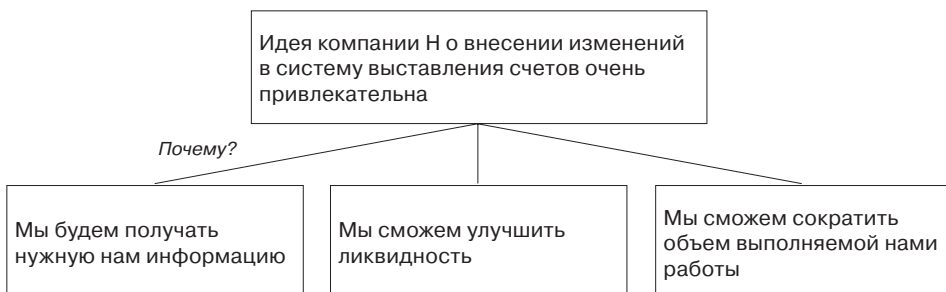 Идея компании Н о внесении изменений
в систему выставления счетов очень
привлекательна
Почему?
Мы будем получать
нужную нам информацию
Мы сможем улучшить
ликвидность
Мы сможем сократить
объем выполняемой нами
работы